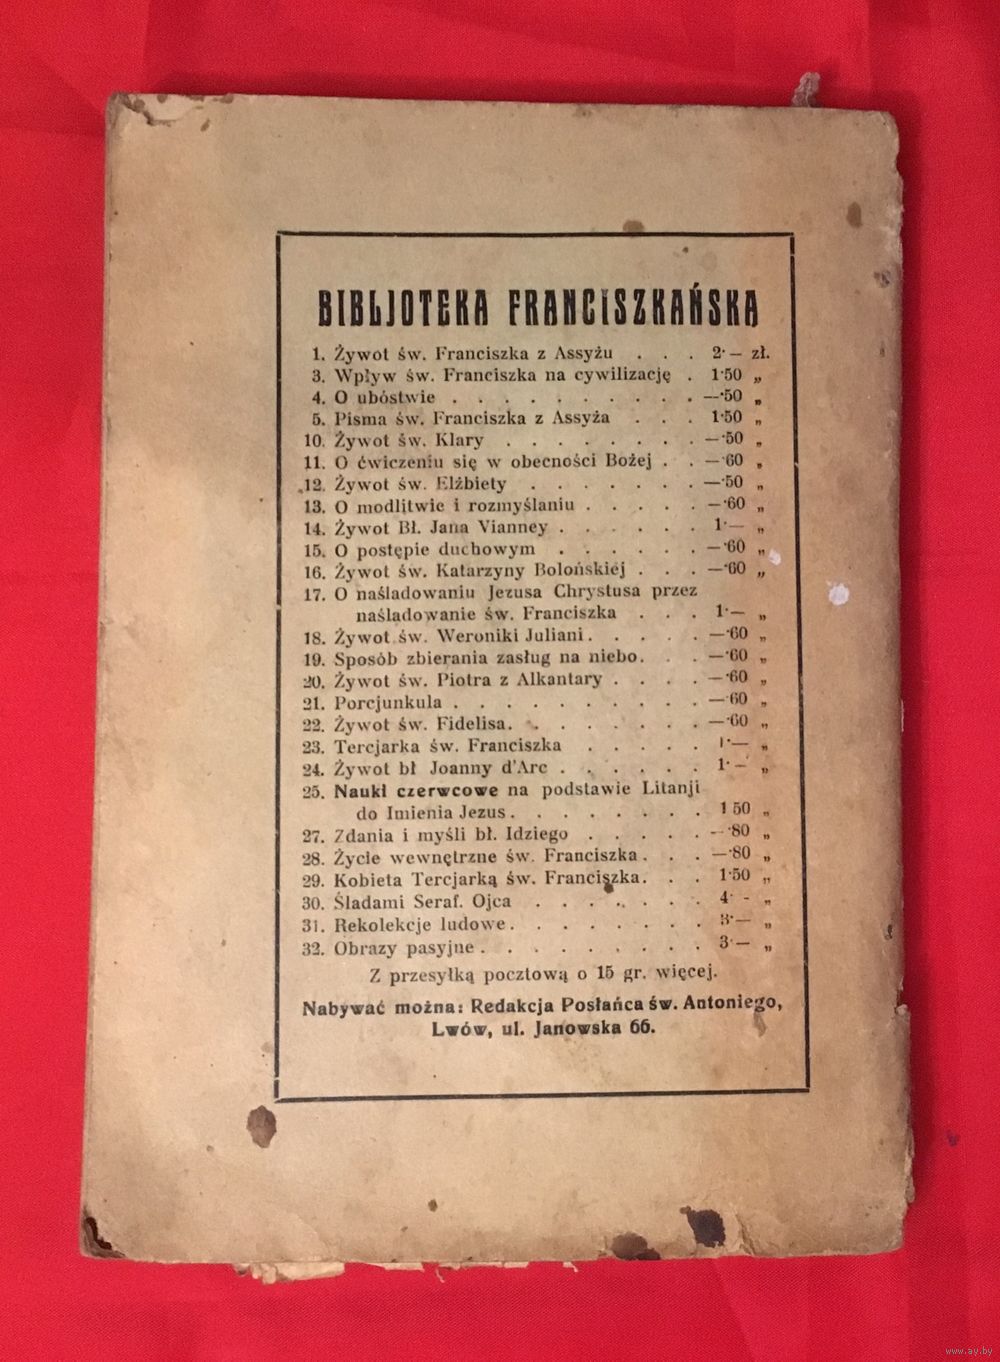 BIBLJOTEKA FRANCISZKAŃSKA
1. Żywot św. Franciszka z Assyżu . . . 2·— zł.
3. Wpływ św. Franciszka na cywilizację . 1·50 „
4. O ubóstwie . . . . . . . . . . —·50 „
5. Pisma św. Franciszka z Assyża . . . 1·50 „
10. Żywot św. Klary . . . . . . . . —·50 „
11. O ćwiczeniu się w obecności Bożej . . —·60 „
12. Żywot św. Elżbiety . . . . . . . —·50 „
13. O modlitwie i rozmyślaniu . . . . . —·60 „
14. Żywot Bł. Jana Vianney . . . . . . 1·— „
15. O postępie duchowym . . . . . . —·60 „
16. Żywot św. Katarzyny Bolońskiej . . . —·60 „
17. O naśladowaniu Jezusa Chrystusa przez
naśladowanie św. Franciszka . . . 1·— „
18. Żywot św. Weroniki Juliani . . . . . —·60 „
19. Sposób zbierania zasług na niebo. . . —·60 „
20. Żywot św. Piotra z Alkantary . . . . —·60 „
21. Porcjunkula . . . . . . . . . . —·60 „
22. Żywot św. Fidelisa. . . . . . . . —·60 „
23. Tercjarka św. Franciszka . . . . . 1·— „
24. Żywot bł Joanny d'Arc . . . . . . 1·— „
25. Nauki czerwcowe na podstawie Litanji
do Imienia Jezus . . . . . . . . 1 50 „
27. Zdania i myśli bł. Idziego . . . . . —·80 „
28. Życie wewnętrzne św. Franciszka . . . —·80 „
29. Kobieta Tercjarką św. Franciszka. . . 1·50 „
30. Śladami Seraf. Ojca . . . . . . . 4· - „
31. Rekolekcje ludowe . . . . . . . . 3·— „
32. Obrazy pasyjne . . . . . . . . . 3·— „
Z przesyłką pocztową o 15 gr. więcej.
Nabywać można: Redakcja Posłańca św. Antoniego,
Lwów, ul. Janowska 66.
www.ay.by